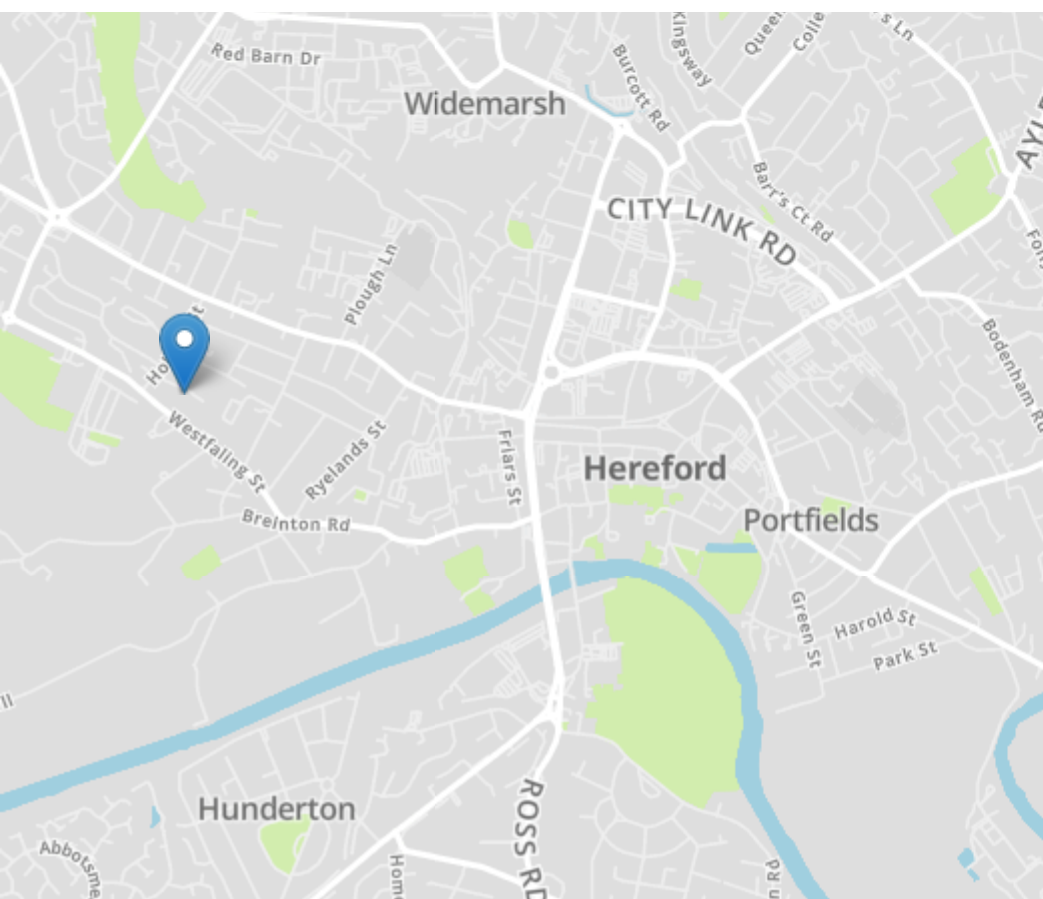 Red Barn Dr
Widemarsh
Burcott Rd
Kingsway
Barr's Ct Rd
CITY LINK RD
Plough Ln
Bodenham Rd
Westfaling St
Ryelands St
Friars St
Hereford
Breinton Rd
Portfields
Green St
Harold St
Park St
Hunderton
ROSS RD